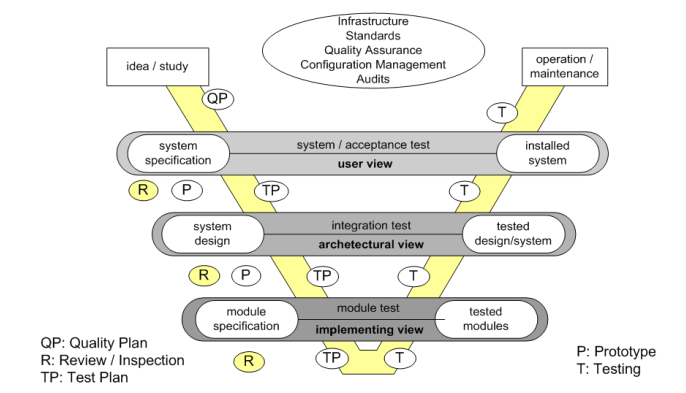 Infrastructure
Standards
Quality Assurance
Configuration Management
Audits
idea / study
operation /
maintenance
QP
T
system
specification
system / acceptance test
user view
installed
system
R
P
TP
T
system
design
integration test
archetectural view
tested
design/system
R
P
TP
T
module
specification
module test
implementing view
tested
modules
R
TP
T
QP: Quality Plan
R: Review / Inspection
TP: Test Plan
P: Prototype
T: Testing